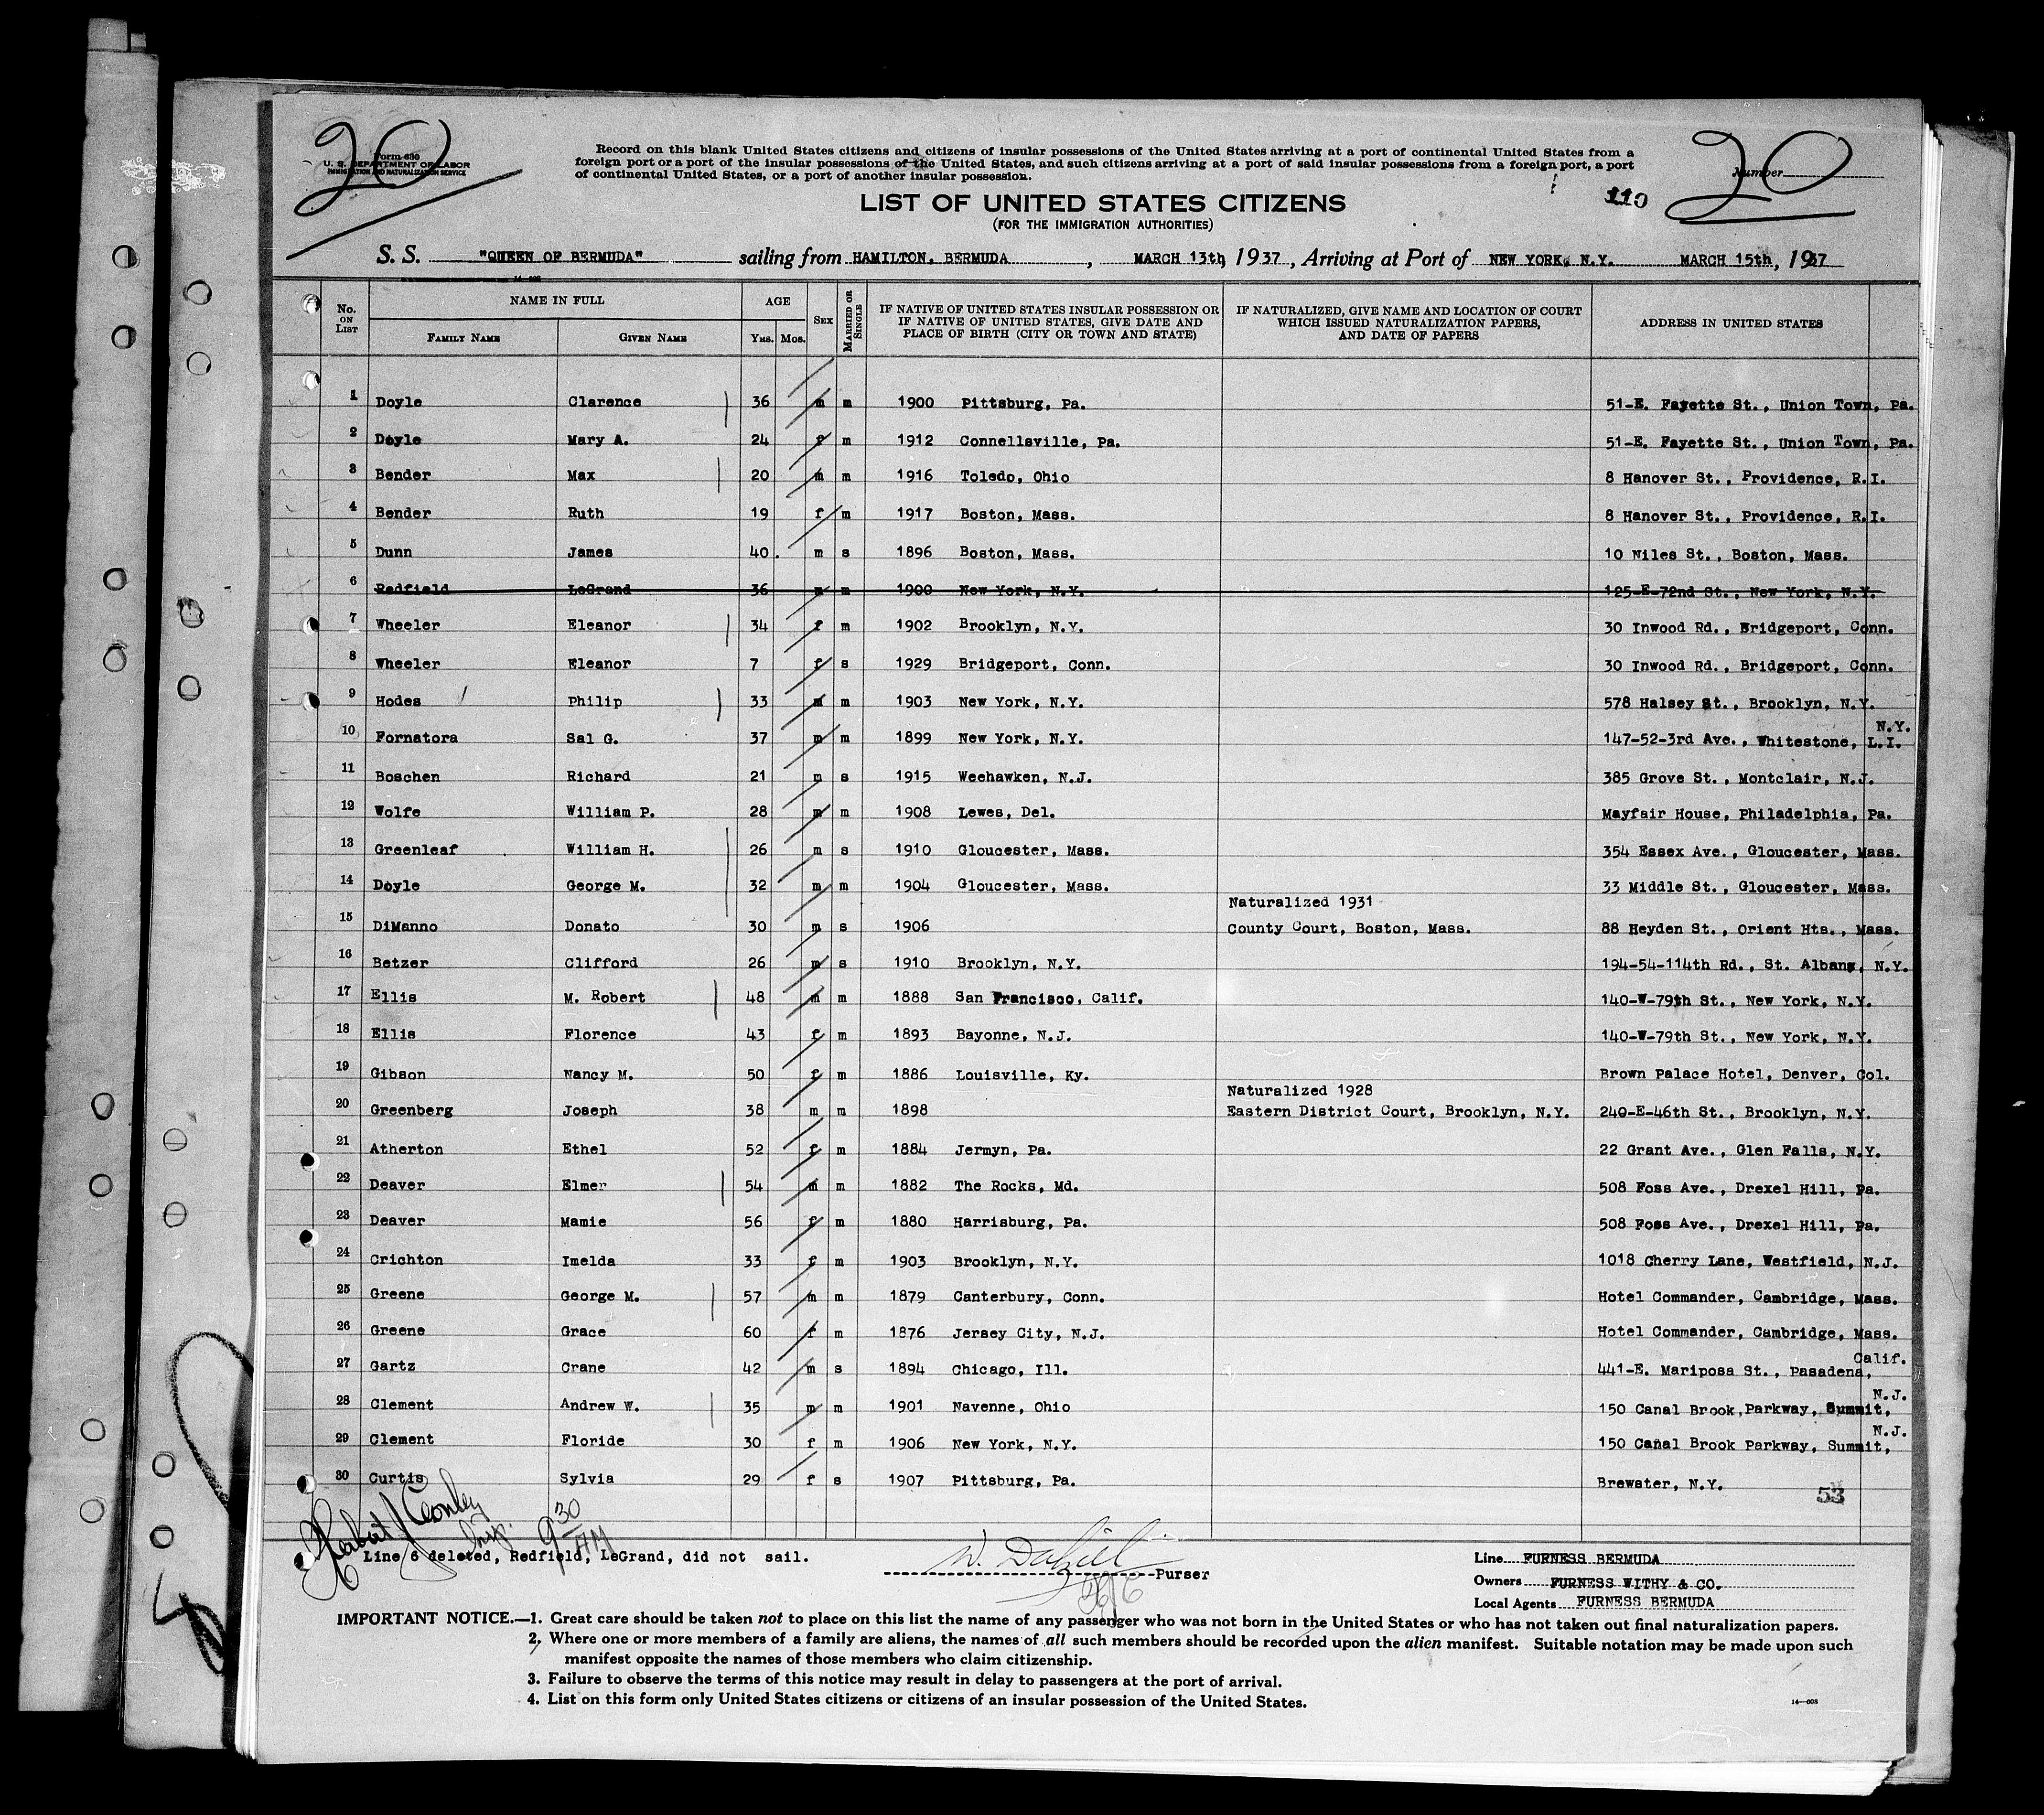 20
Form 630
U. S. DEPARTMENT OF LABOR
IMMIGRATION AND NATURALIZATION SERVICE
Record on this blank United States citizens and citizens of insular possessions of the United States arriving at a port of continental United States from a
foreign port or a port of the insular possessions of the United States, and such citizens arriving at a port of said insular possessions from a foreign port, a port
of continental United States, or a port of another insular possession.
Number 20
110
LIST OF UNITED STATES CITIZENS
(FOR THE IMMIGRATION AUTHORITIES)
S. S. "QUEEN OF BERMUDA" sailing from HAMILTON, BERMUDA, MARCH 13th, 1937, Arriving at Port of NEW YORK, N.Y. MARCH 15th, 1937
14—608
No. ON LIST NAME IN FULL FAMILY NAME GIVEN NAME AGE YRS. MOS. SEX MARRIED OR SINGLE IF NATIVE OF UNITED STATES INSULAR POSSESSION OR IF NATIVE OF UNITED STATES, GIVE DATE AND PLACE OF BIRTH (CITY OR TOWN AND STATE) IF NATURALIZED, GIVE NAME AND LOCATION OF COURT WHICH ISSUED NATURALIZATION PAPERS, AND DATE OF PAPERS ADDRESS IN UNITED STATES
1 Doyle Clarence 36 m m 1900 Pittsburg, Pa. 51-E. Fayette St., Union Town, Pa.
2 Doyle Mary A. 24 f m 1912 Connellsville, Pa. 51-E. Fayette St., Union Town, Pa.
3 Bender Max 20 m m 1916 Toledo, Ohio 8 Hanover St., Providence, R.I.
4 Bender Ruth 19 f m 1917 Boston, Mass. 8 Hanover St., Providence, R.I.
5 Dunn James 40. m s 1896 Boston, Mass. 10 Niles St., Boston, Mass.
6 Redfield LeGrand 36 m m 1900 New York, N.Y. 125-E-72nd St., New York, N.Y.
7 Wheeler Eleanor 34 f m 1902 Brooklyn, N.Y. 30 Inwood Rd., Bridgeport, Conn.
8 Wheeler Eleanor 7 f s 1929 Bridgeport, Conn. 30 Inwood Rd., Bridgeport, Conn.
9 Hodes Philip 33 m m 1903 New York, N.Y. 578 Halsey St., Brooklyn, N.Y.
10 Fornatora Sal G. 37 m m 1899 New York, N.Y. 147-52-3rd Ave., Whitestone, L.I. N.Y.
11 Boschen Richard 21 m s 1915 Weehawken, N.J. 385 Grove St., Montclair, N.J.
12 Wolfe William P. 28 m m 1908 Lewes, Del. Mayfair House, Philadelphia, Pa.
13 Greenleaf William H. 26 m s 1910 Gloucester, Mass. 354 Essex Ave., Gloucester, Mass.
14 Doyle George M. 32 m m 1904 Gloucester, Mass. 33 Middle St., Gloucester, Mass.
Naturalized 1931
15 DiManno Donato 30 m s 1906 County Court, Boston, Mass. 88 Heyden St., Orient Hts., Mass.
16 Betzer Clifford 26 m s 1910 Brooklyn, N.Y. 194-54-114th Rd., St. Albans, N.Y.
17 Ellis M. Robert 48 m m 1888 San Francisco, Calif. 140-W-79th St., New York, N.Y.
18 Ellis Florence 43 f m 1893 Bayonne, N.J. 140-W-79th St., New York, N.Y.
19 Gibson Nancy M. 50 f m 1886 Louisville, Ky. Brown Palace Hotel, Denver, Col.
Naturalized 1928
20 Greenberg Joseph 38 m m 1898 Eastern District Court, Brooklyn, N.Y. 240-E-46th St., Brooklyn, N.Y.
21 Atherton Ethel 52 f m 1884 Jermyn, Pa. 22 Grant Ave., Glen Falls, N.Y.
22 Deaver Elmer 54 m m 1882 The Rocks, Md. 508 Foss Ave., Drexel Hill, Pa.
23 Deaver Mamie 56 f m 1880 Harrisburg, Pa. 508 Foss Ave., Drexel Hill, Pa.
24 Crichton Imelda 33 f m 1903 Brooklyn, N.Y. 1018 Cherry Lane, Westfield, N.J.
25 Greene George M. 57 m m 1879 Canterbury, Conn. Hotel Commander, Cambridge, Mass.
26 Greene Grace 60 f m 1876 Jersey City, N.J. Hotel Commander, Cambridge, Mass.
27 Gartz Crane 42 m s 1894 Chicago, Ill. 441-E. Mariposa St., Pasadena, Calif.
28 Clement Andrew W. 35 m m 1901 Navenne, Ohio 150 Canal Brook Parkway, Summit, N.J.
29 Clement Floride 30 f m 1906 New York, N.Y. 150 Canal Brook Parkway, Summit, N.J.
30 Curtis Sylvia 29 f s 1907 Pittsburg, Pa. Brewster, N.Y.
53
Insp. 9 30 AM
Line 6 deleted, Redfield, LeGrand, did not sail.
W. Purser
Line FURNESS BERMUDA
Owners FURNESS WITHY & CO.
Local Agents FURNESS BERMUDA
IMPORTANT NOTICE.—1. Great care should be taken not to place on this list the name of any passenger who was not born in the United States or who has not taken out final naturalization papers.
2. Where one or more members of a family are aliens, the names of all such members should be recorded upon the alien manifest. Suitable notation may be made upon such
manifest opposite the names of those members who claim citizenship.
3. Failure to observe the terms of this notice may result in delay to passengers at the port of arrival.
4. List on this form only United States citizens or citizens of an insular possession of the United States.
14—608